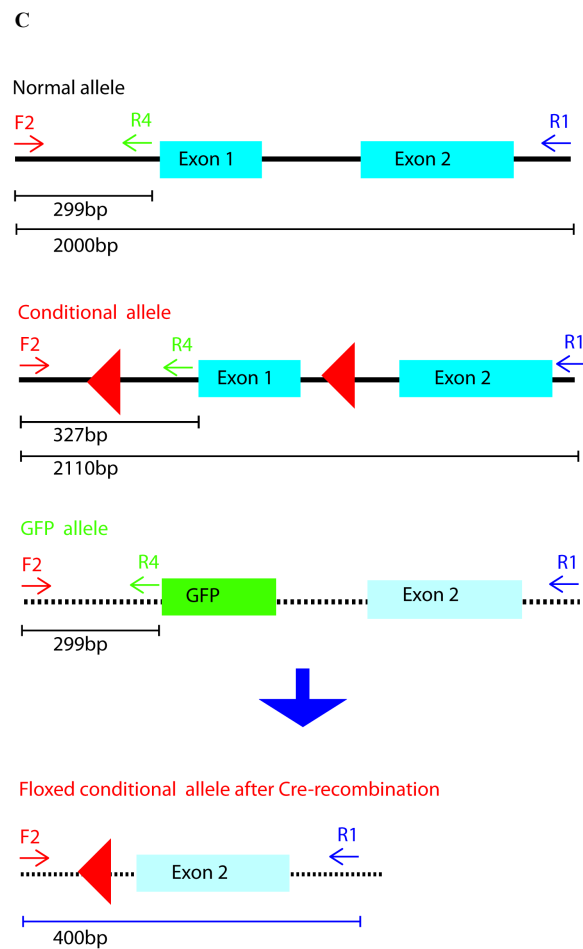 C
Normal allele
F2 R4 R1
Exon 1 Exon 2
299bp
2000bp
Conditional allele
F2 R4 R1
Exon 1 Exon 2
327bp
2110bp
GFP allele
F2 R4 R1
GFP Exon 2
299bp
Floxed conditional allele after Cre-recombination
F2 R1
Exon 2
400bp